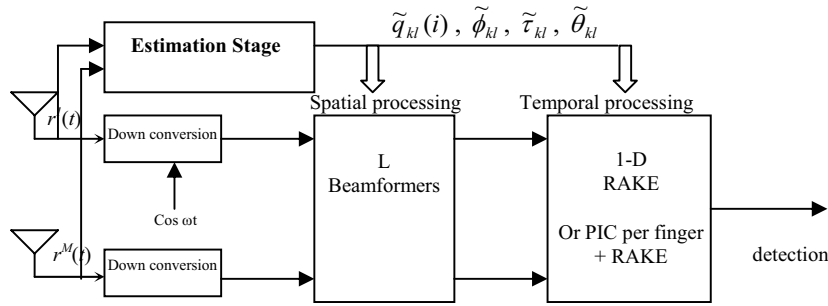 Estimation Stage
q̃ₖₗ(i) , φ̃ₖₗ , τ̃ₖₗ , θ̃ₖₗ
Spatial processing
Temporal processing
r¹(t)
Down conversion
L
Beamformers
1-D
RAKE
Or PIC per finger
+ RAKE
Cos ωt
detection
r^M(t)
Down conversion